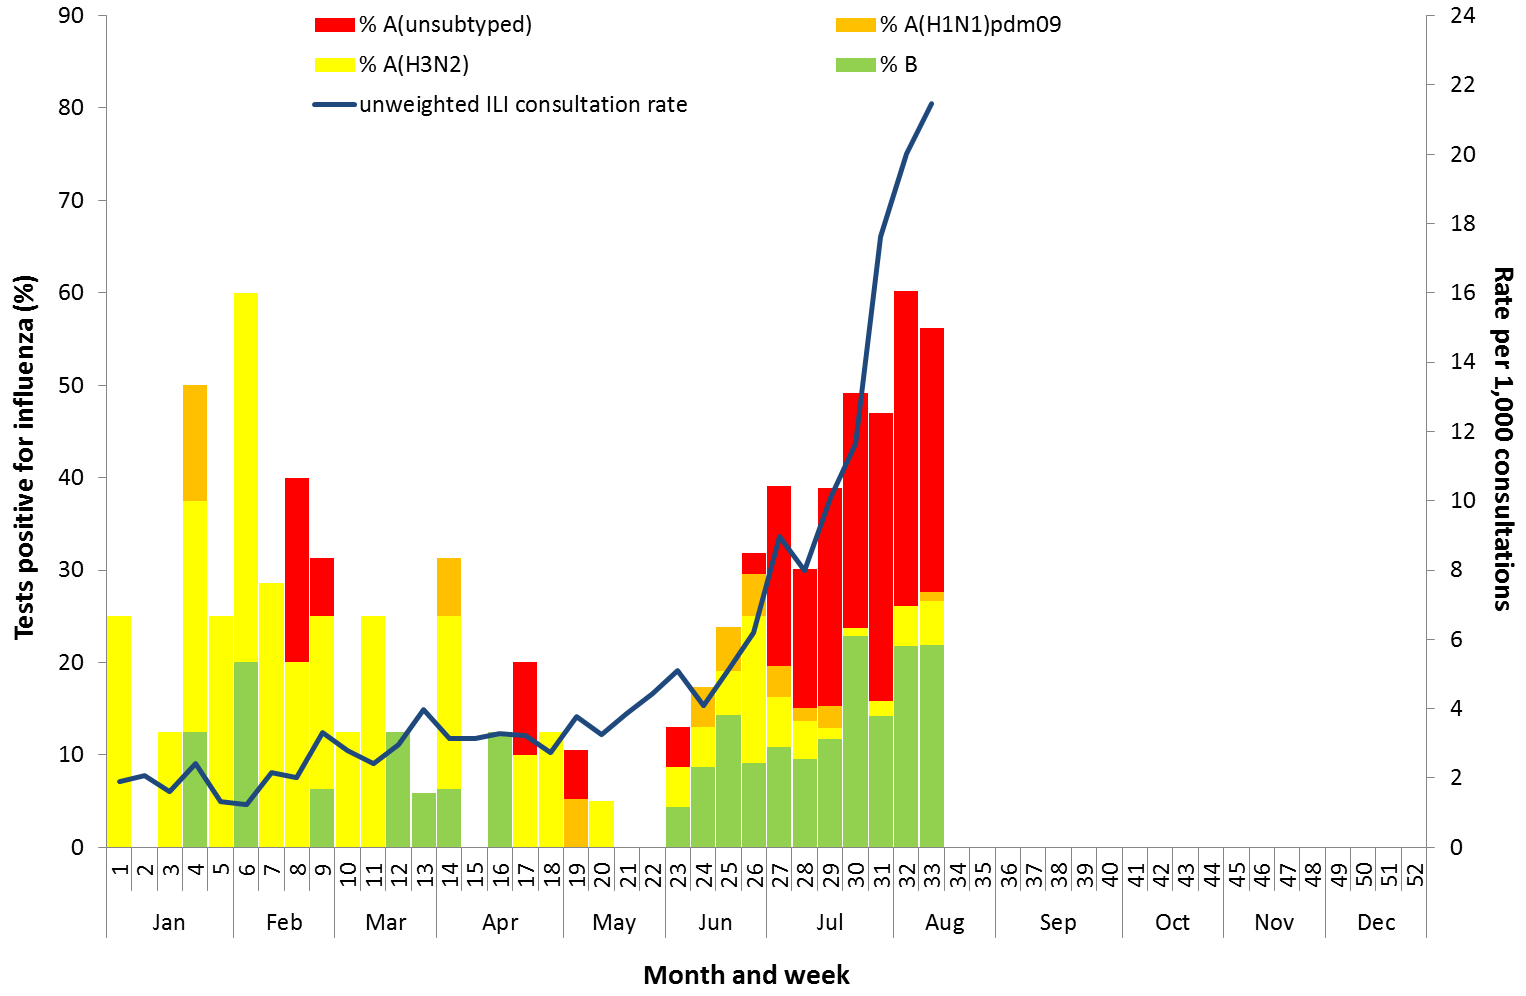 % A(unsubtyped)
% A(H1N1)pdm09
% A(H3N2)
% B
unweighted ILI consultation rate
Tests positive for influenza (%)
90
80
70
60
50
40
30
20
10
0
24
22
20
18
16
14
12
10
8
6
4
2
0
Rate per 1,000 consultations
1 2 3 4 5 6 7 8 9 10 11 12 13 14 15 16 17 18 19 20 21 22 23 24 25 26 27 28 29 30 31 32 33 34 35 36 37 38 39 40 41 42 43 44 45 46 47 48 49 50 51 52
Jan Feb Mar Apr May Jun Jul Aug Sep Oct Nov Dec
Month and week